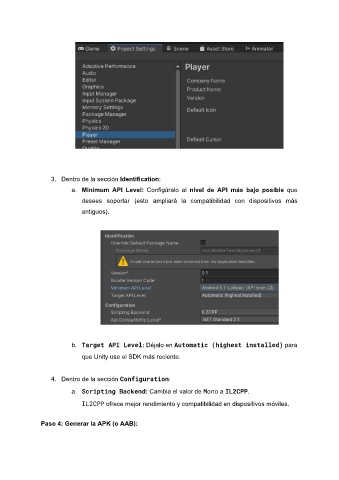 Game Project Settings Scene Asset Store Animator
Adaptive Performance
Audio
Editor
Graphics
Input Manager
Input System Package
Memory Settings
Package Manager
Physics
Physics 2D
Player
Preset Manager
Quality
Player
Company Name
Product Name
Version
Default Icon
Default Cursor
3. Dentro de la sección Identification:
a. Minimum API Level: Configúralo al nivel de API más bajo posible que
desees soportar (esto ampliará la compatibilidad con dispositivos más
antiguos).
Identification
Override Default Package Name
Package Name
Invalid characters have been removed from the Application Identifier.
Version* 0.1
Bundle Version Code 1
Minimum API Level Android 5.1 'Lollipop' (API level 22)
Target API Level Automatic (highest installed)
Configuration
Scripting Backend IL2CPP
Api Compatibility Level* .NET Standard 2.1
b. Target API Level: Déjalo en Automatic (highest installed) para
que Unity use el SDK más reciente.
4. Dentro de la sección Configuration:
a. Scripting Backend: Cambia el valor de Mono a IL2CPP.
IL2CPP ofrece mejor rendimiento y compatibilidad en dispositivos móviles.
Paso 4: Generar la APK (o AAB):